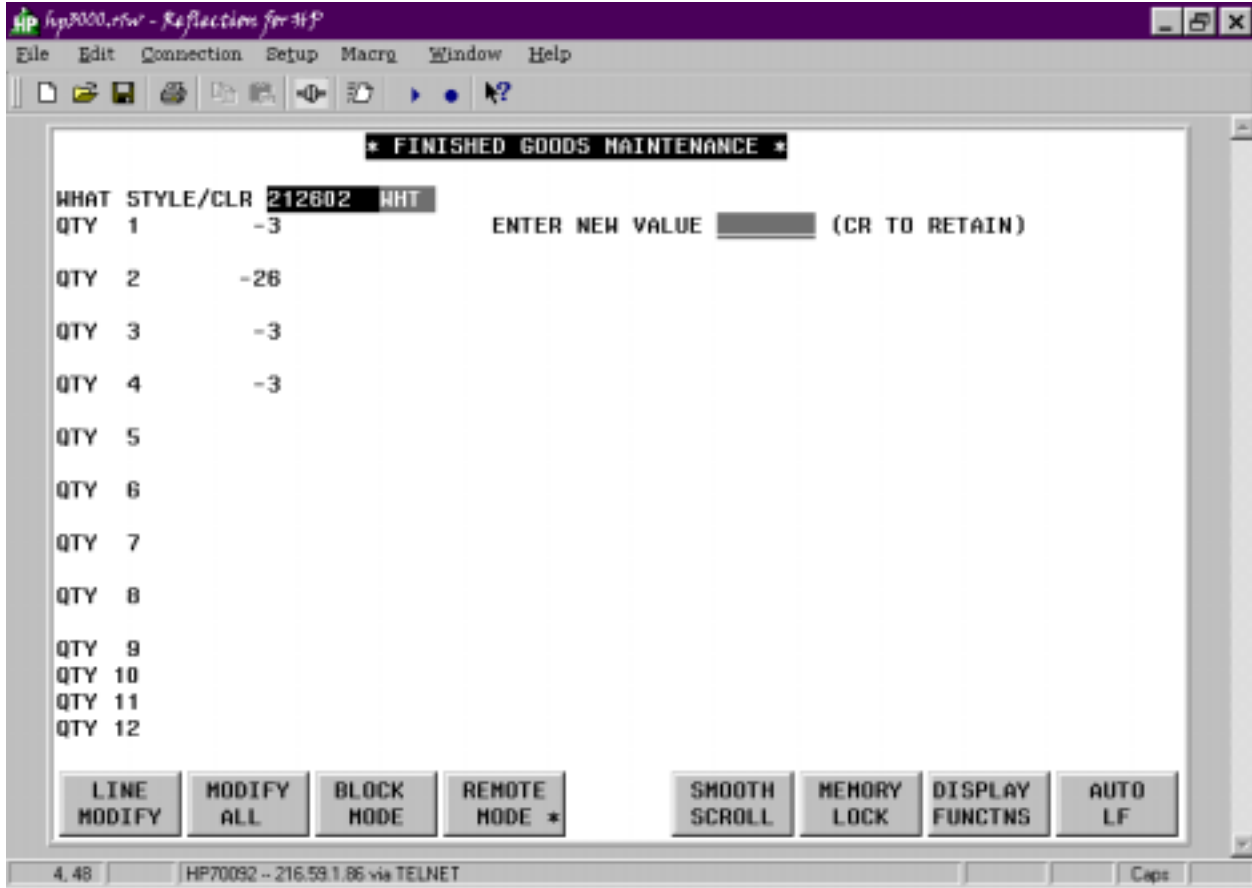 hp3000.r1w - Reflection for HP
File Edit Connection Setup Macro Window Help
* FINISHED GOODS MAINTENANCE *
WHAT STYLE/CLR 212602 WHT
QTY 1 -3 ENTER NEW VALUE (CR TO RETAIN)
QTY 2 -26
QTY 3 -3
QTY 4 -3
QTY 5
QTY 6
QTY 7
QTY 8
QTY 9
QTY 10
QTY 11
QTY 12
LINE MODIFY
MODIFY ALL
BLOCK MODE
REMOTE MODE *
SMOOTH SCROLL
MEMORY LOCK
DISPLAY FUNCTNS
AUTO LF
4, 48 HP70092 -- 216.59.1.86 via TELNET Caps